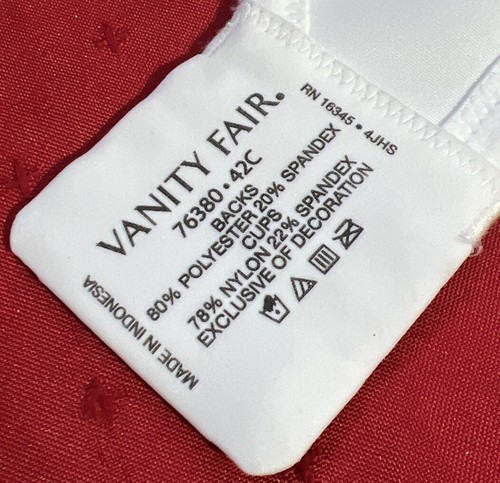 RN 16345 • 4JHS
VANITY FAIR.
76380 • 42C
BACKS
80% POLYESTER 20% SPANDEX
CUPS
78% NYLON 22% SPANDEX
EXCLUSIVE OF DECORATION
MADE IN INDONESIA